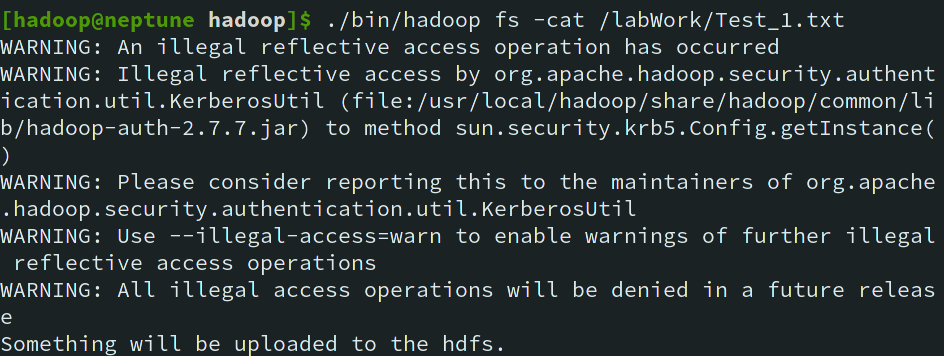 [hadoop@neptune hadoop]$ ./bin/hadoop fs -cat /labWork/Test_1.txt
WARNING: An illegal reflective access operation has occurred
WARNING: Illegal reflective access by org.apache.hadoop.security.authent
ication.util.KerberosUtil (file:/usr/local/hadoop/share/hadoop/common/li
b/hadoop-auth-2.7.7.jar) to method sun.security.krb5.Config.getInstance(
)
WARNING: Please consider reporting this to the maintainers of org.apache
.hadoop.security.authentication.util.KerberosUtil
WARNING: Use --illegal-access=warn to enable warnings of further illegal
 reflective access operations
WARNING: All illegal access operations will be denied in a future releas
e
Something will be uploaded to the hdfs.